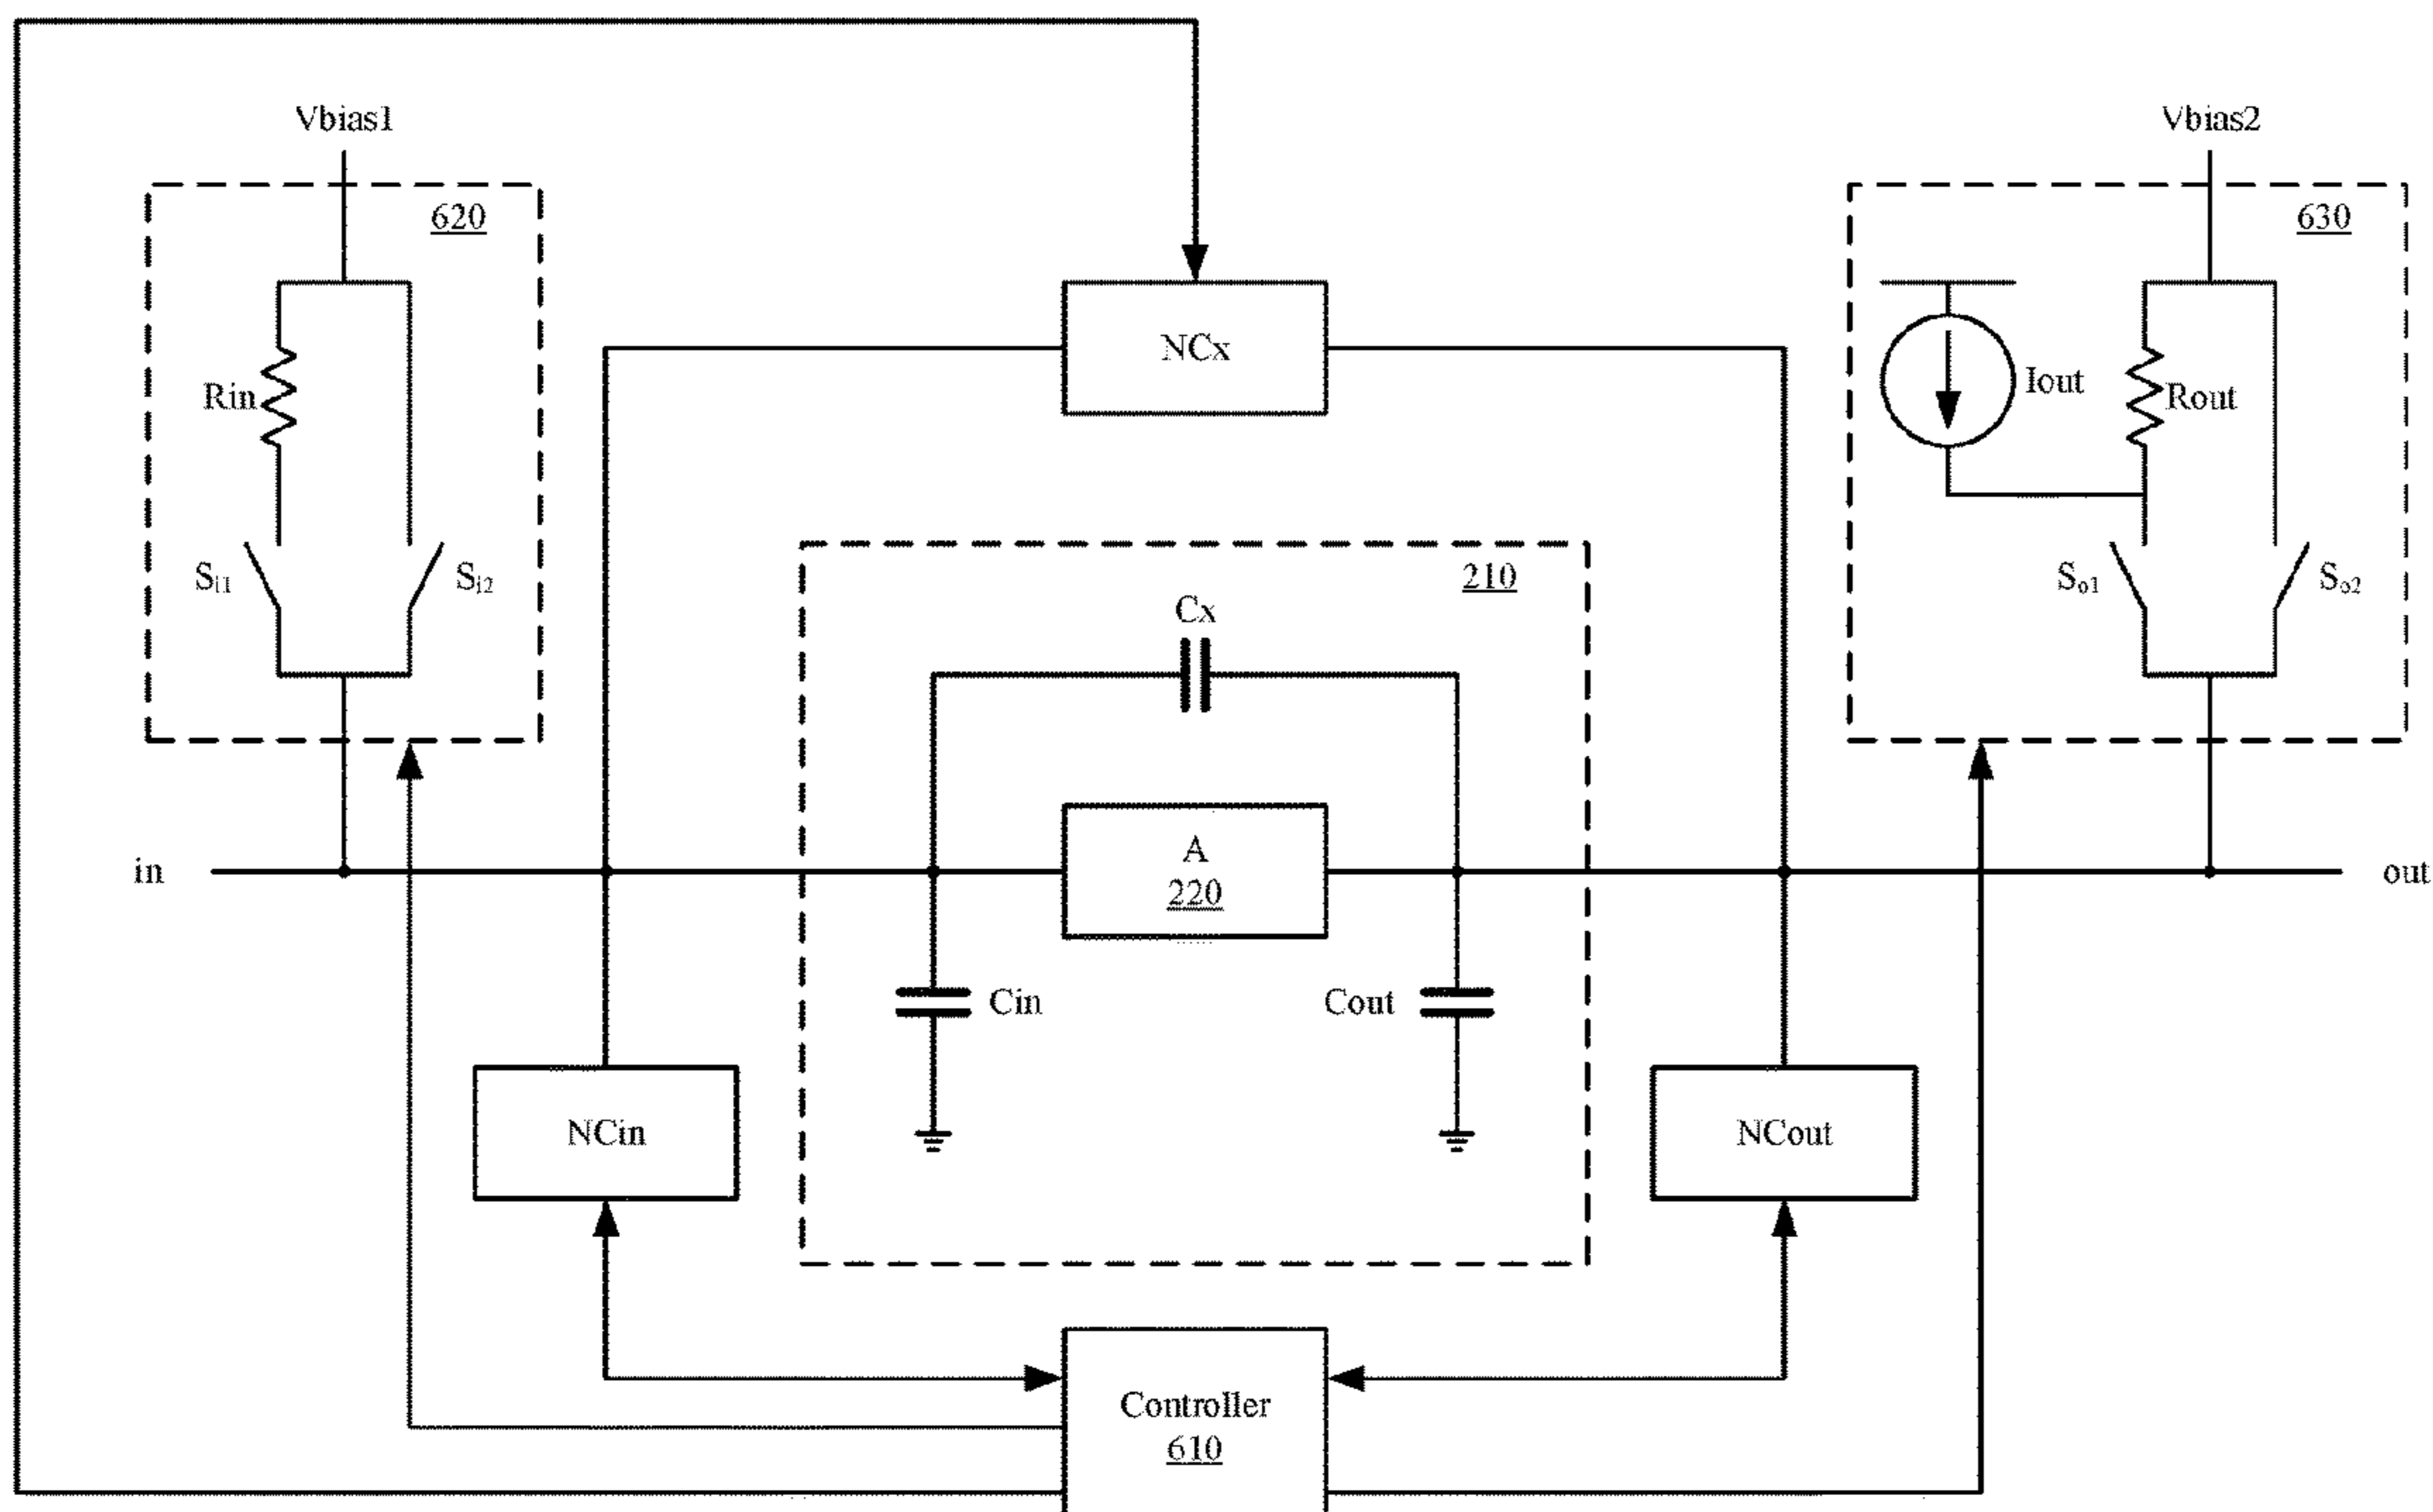 Vbias1
Vbias2
620
630
NCx
Rin
Iout
Rout
Si1
Si2
210
So1
So2
Cx
in
A
220
out
Cin
Cout
NCin
NCout
Controller
610